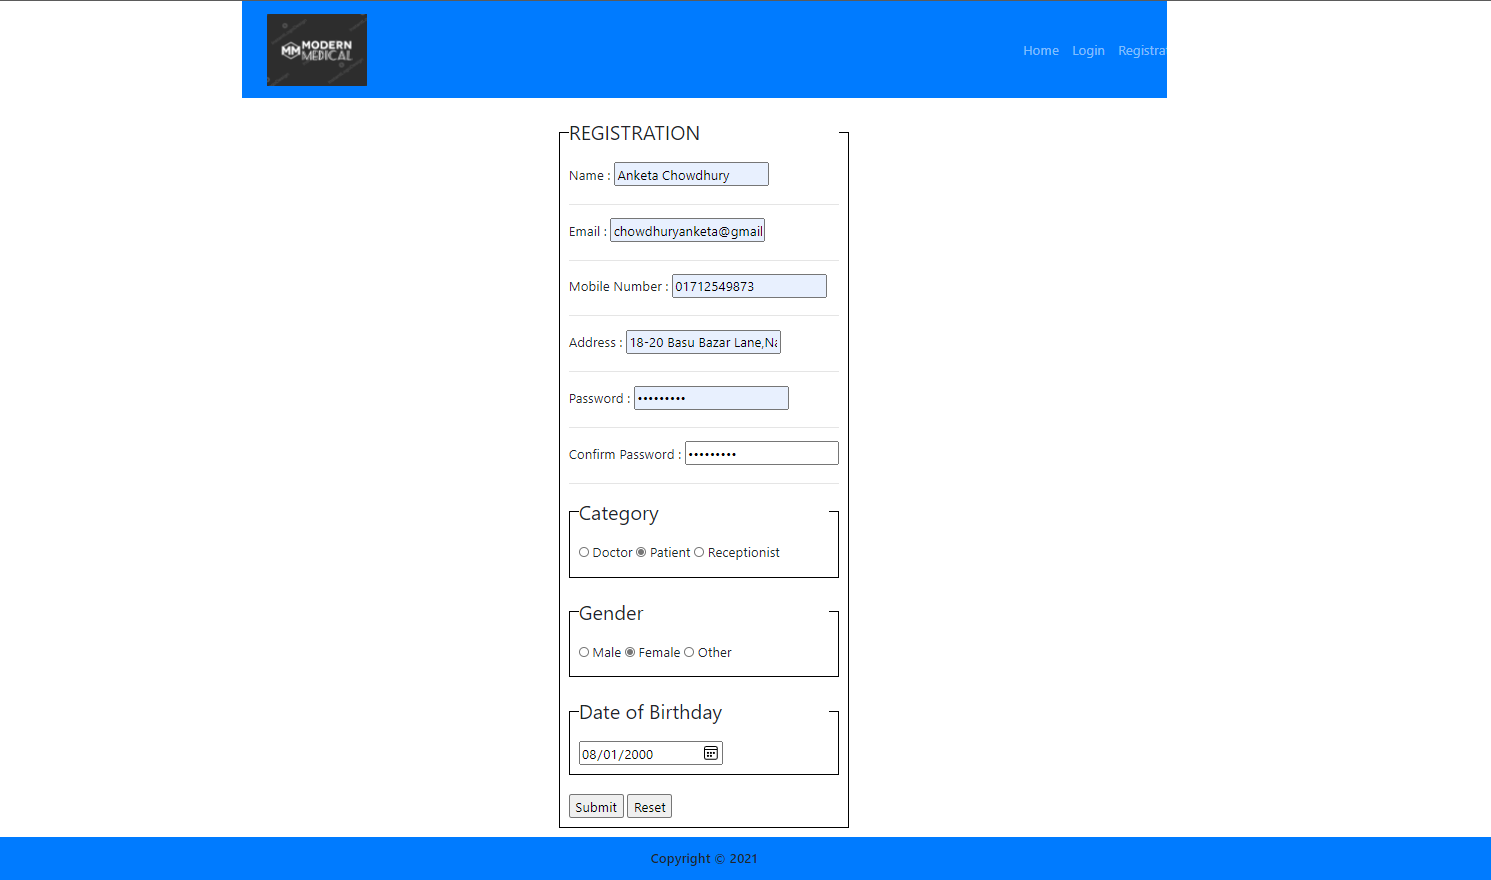 MM MODERN
MEDICAL
Home Login Registrat
REGISTRATION
Name : Anketa Chowdhury
Email : chowdhuryanketa@gmail
Mobile Number : 01712549873
Address : 18-20 Basu Bazar Lane,Na
Password : •••••••••
Confirm Password : •••••••••
Category
Doctor Patient Receptionist
Gender
Male Female Other
Date of Birthday
08/01/2000
Submit Reset
Copyright © 2021